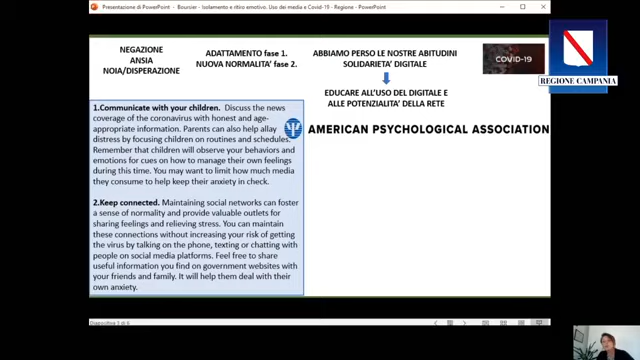 Presentazione di PowerPoint - Boursier - Isolamento e ritiro emotivo. Uso dei media e Covid-19 - Regione - PowerPoint
NEGAZIONE
ANSIA
NOIA/DISPERAZIONE
ADATTAMENTO fase 1.
NUOVA NORMALITA’ fase 2.
ABBIAMO PERSO LE NOSTRE ABITUDINI
SOLIDARIETA’ DIGITALE
EDUCARE ALL’USO DEL DIGITALE E
ALLE POTENZIALITA’ DELLA RETE
COVID-19
REGIONE CAMPANIA
1.Communicate with your children. Discuss the news
coverage of the coronavirus with honest and age-
appropriate information. Parents can also help allay
distress by focusing children on routines and schedules.
Remember that children will observe your behaviors and
emotions for cues on how to manage their own feelings
during this time. You may want to limit how much media
they consume to help keep their anxiety in check.
2.Keep connected. Maintaining social networks can foster
a sense of normality and provide valuable outlets for
sharing feelings and relieving stress. You can maintain
these connections without increasing your risk of getting
the virus by talking on the phone, texting or chatting with
people on social media platforms. Feel free to share
useful information you find on government websites with
your friends and family. It will help them deal with their
own anxiety.
AMERICAN PSYCHOLOGICAL ASSOCIATION